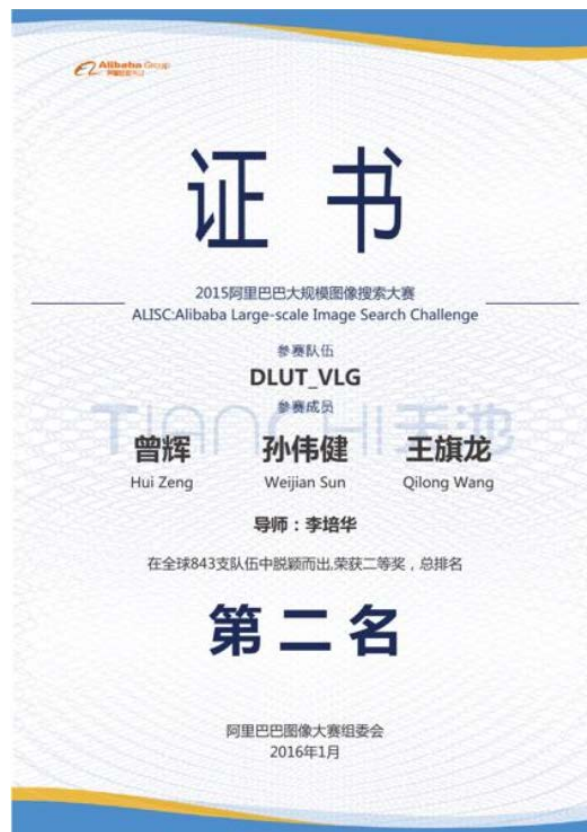 Alibaba Group
阿里巴巴集团
证 书
2015阿里巴巴大规模图像搜索大赛
ALISC:Alibaba Large-scale Image Search Challenge
参赛队伍
DLUT_VLG
参赛成员
TIANCHI天池
曾辉 孙伟健 王旗龙
Hui Zeng Weijian Sun Qilong Wang
导师：李培华
在全球843支队伍中脱颖而出,荣获二等奖，总排名
第二名
阿里巴巴图像大赛组委会
2016年1月